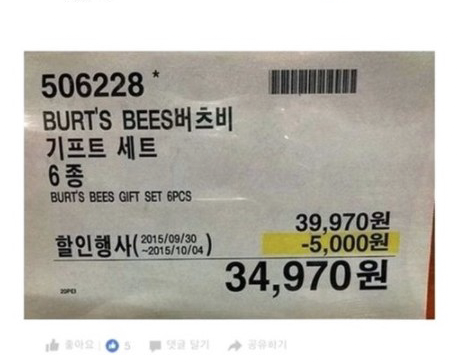 506228 *
BURT'S BEES버츠비
기프트 세트
6종
BURT'S BEES GIFT SET 6PCS
39,970원
할인행사( 2015/09/30 ~2015/10/04 ) -5,000원
34,970원
좋아요 5 댓글 달기 공유하기